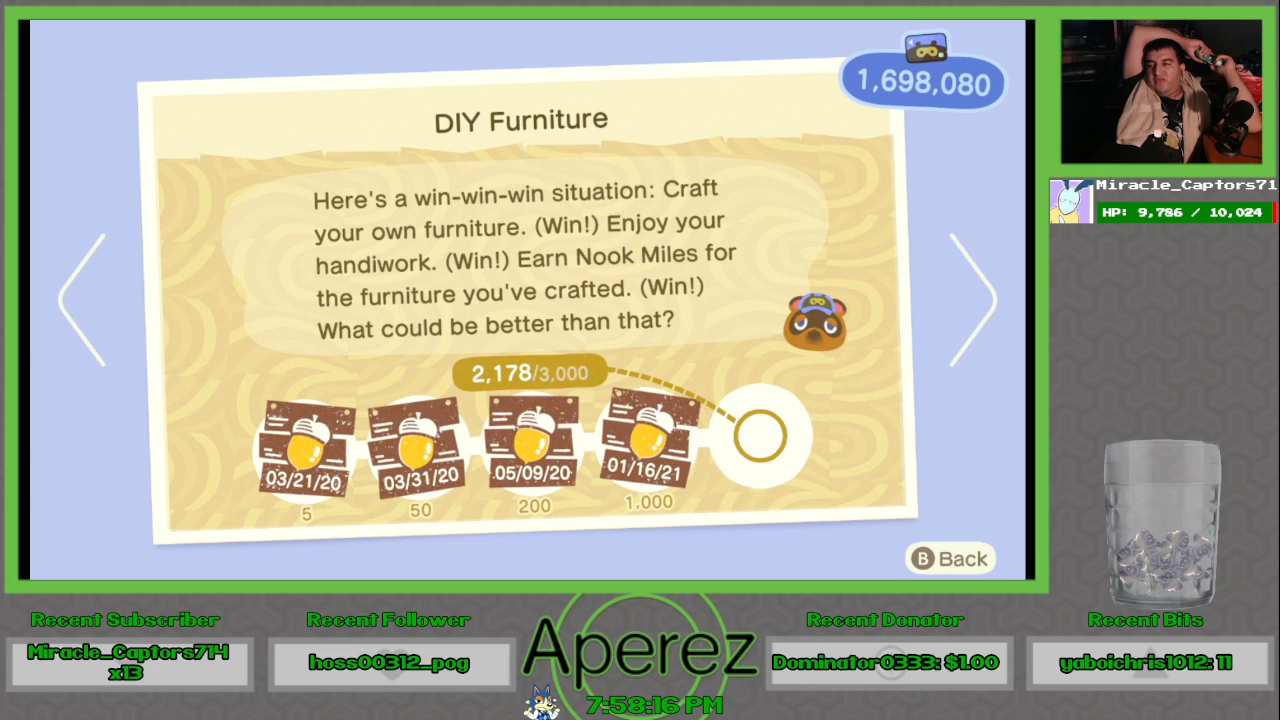 1,698,080
DIY Furniture
Here's a win-win-win situation: Craft
your own furniture. (Win!) Enjoy your
handiwork. (Win!) Earn Nook Miles for
the furniture you've crafted. (Win!)
What could be better than that?
2,178/3,000
03/21/20
03/31/20
05/09/20
01/16/21
5
50
200
1,000
B Back
Miracle_Captors71
HP: 9,786 / 10,024
Recent Subscriber
Miracle_Captors714
x13
Recent Follower
hoss00312_pog
Aperez
7:58:16 PM
Recent Donator
Dominator0333: $1.00
Recent Bits
yaboichris1012: 11